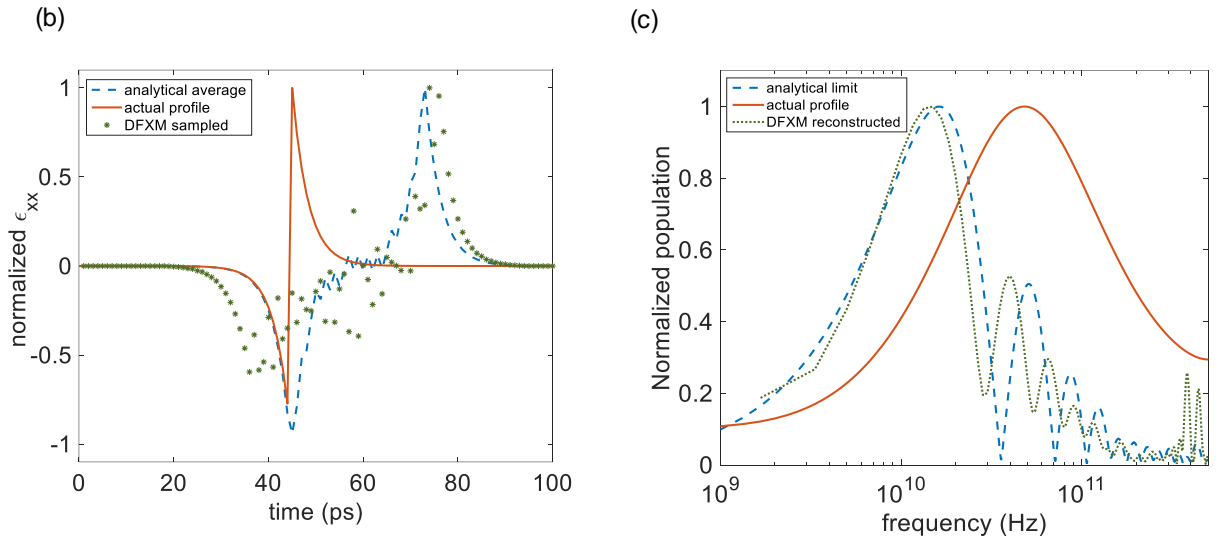 (b)
1
0.5
0
-0.5
-1
normalized ϵxx
analytical average
actual profile
DFXM sampled
0 20 40 60 80 100
time (ps)
(c)
1
0.8
0.6
0.4
0.2
0
Normalized population
analytical limit
actual profile
DFXM reconstructed
10^9 10^10 10^11
frequency (Hz)